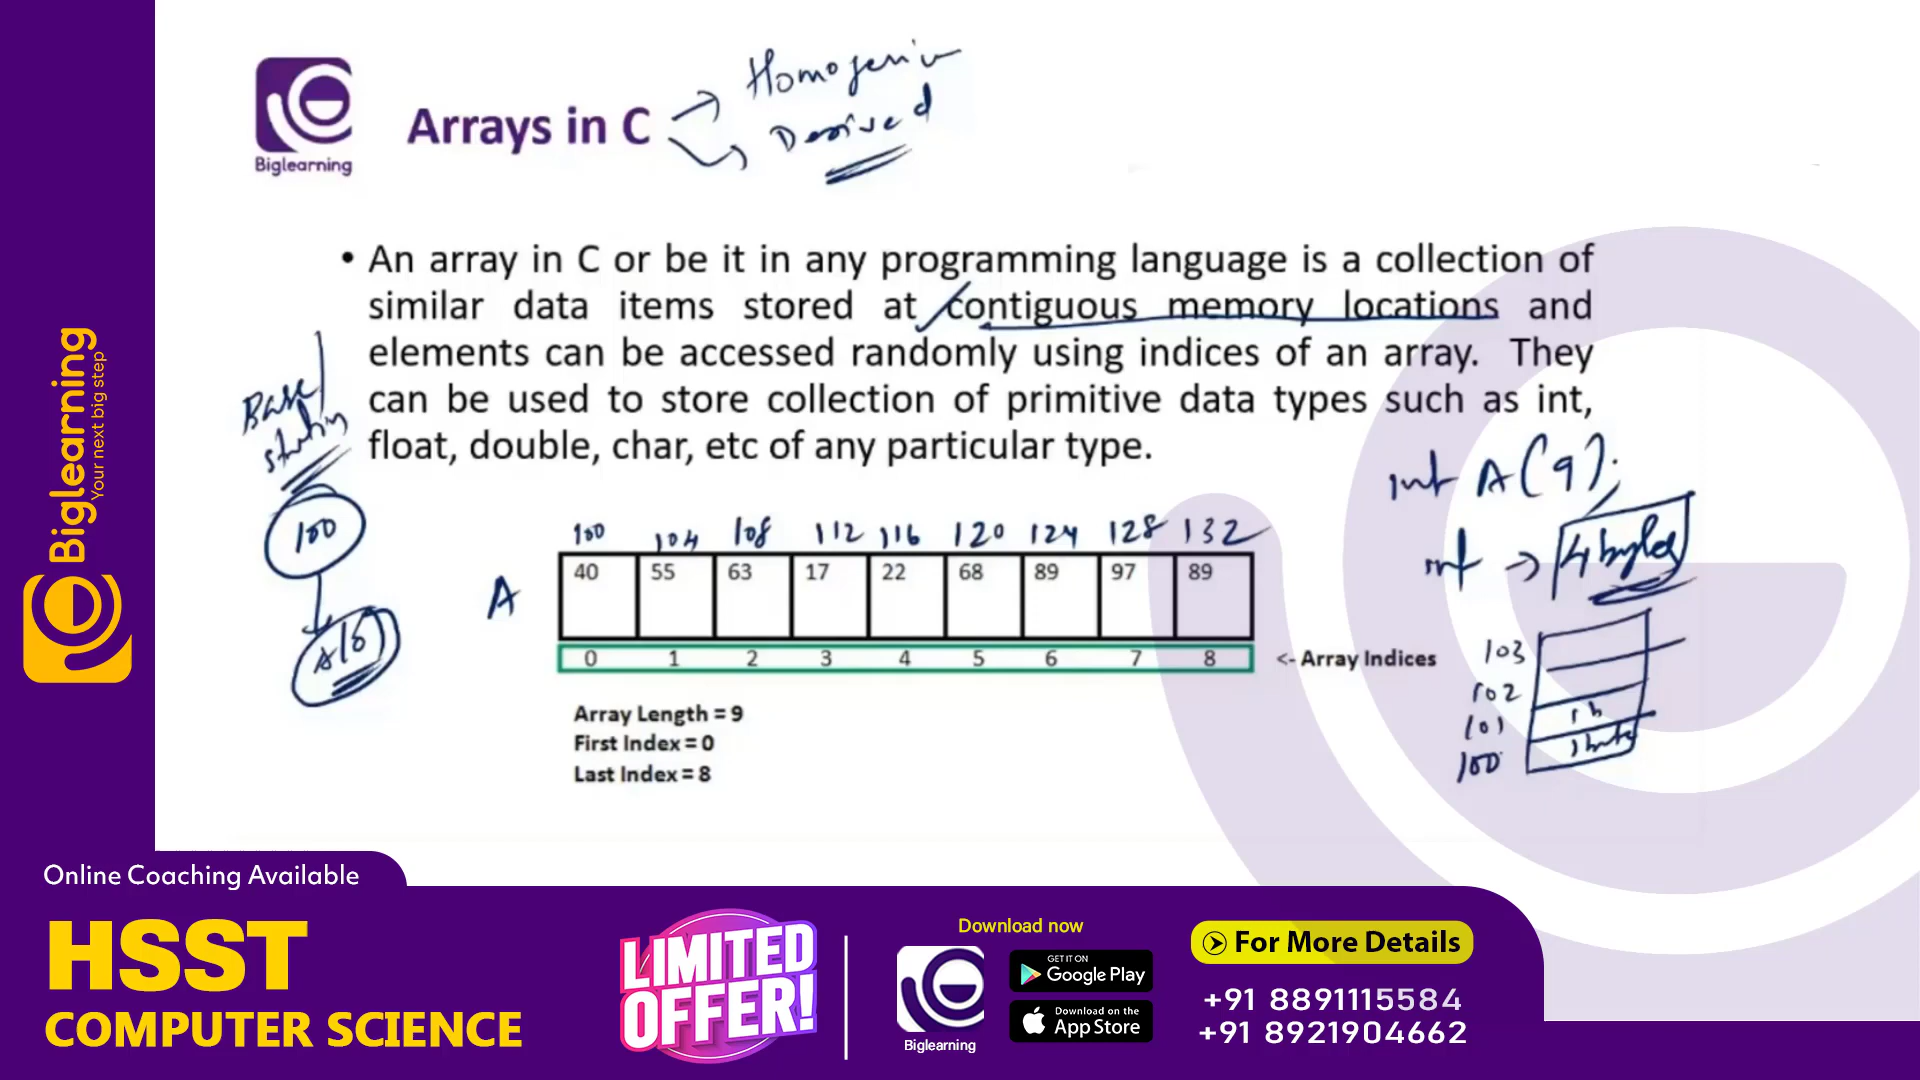 Biglearning
Arrays in C
Homogenic
Derived
• An array in C or be it in any programming language is a collection of
similar data items stored at contiguous memory locations and
elements can be accessed randomly using indices of an array. They
can be used to store collection of primitive data types such as int,
float, double, char, etc of any particular type.
Base
100
int A(9);
int → 4 bytes
100 104 108 112 116 120 124 128 132
A
40 55 63 17 22 68 89 97 89
0 1 2 3 4 5 6 7 8
<- Array Indices
Array Length = 9
First Index = 0
Last Index = 8
103
102
101 1b
100 1 byte
Biglearning
Your next big step
Online Coaching Available
HSST
COMPUTER SCIENCE
LIMITED
OFFER!
Download now
Biglearning
GET IT ON
Google Play
Download on the
App Store
For More Details
+91 8891115584
+91 8921904662